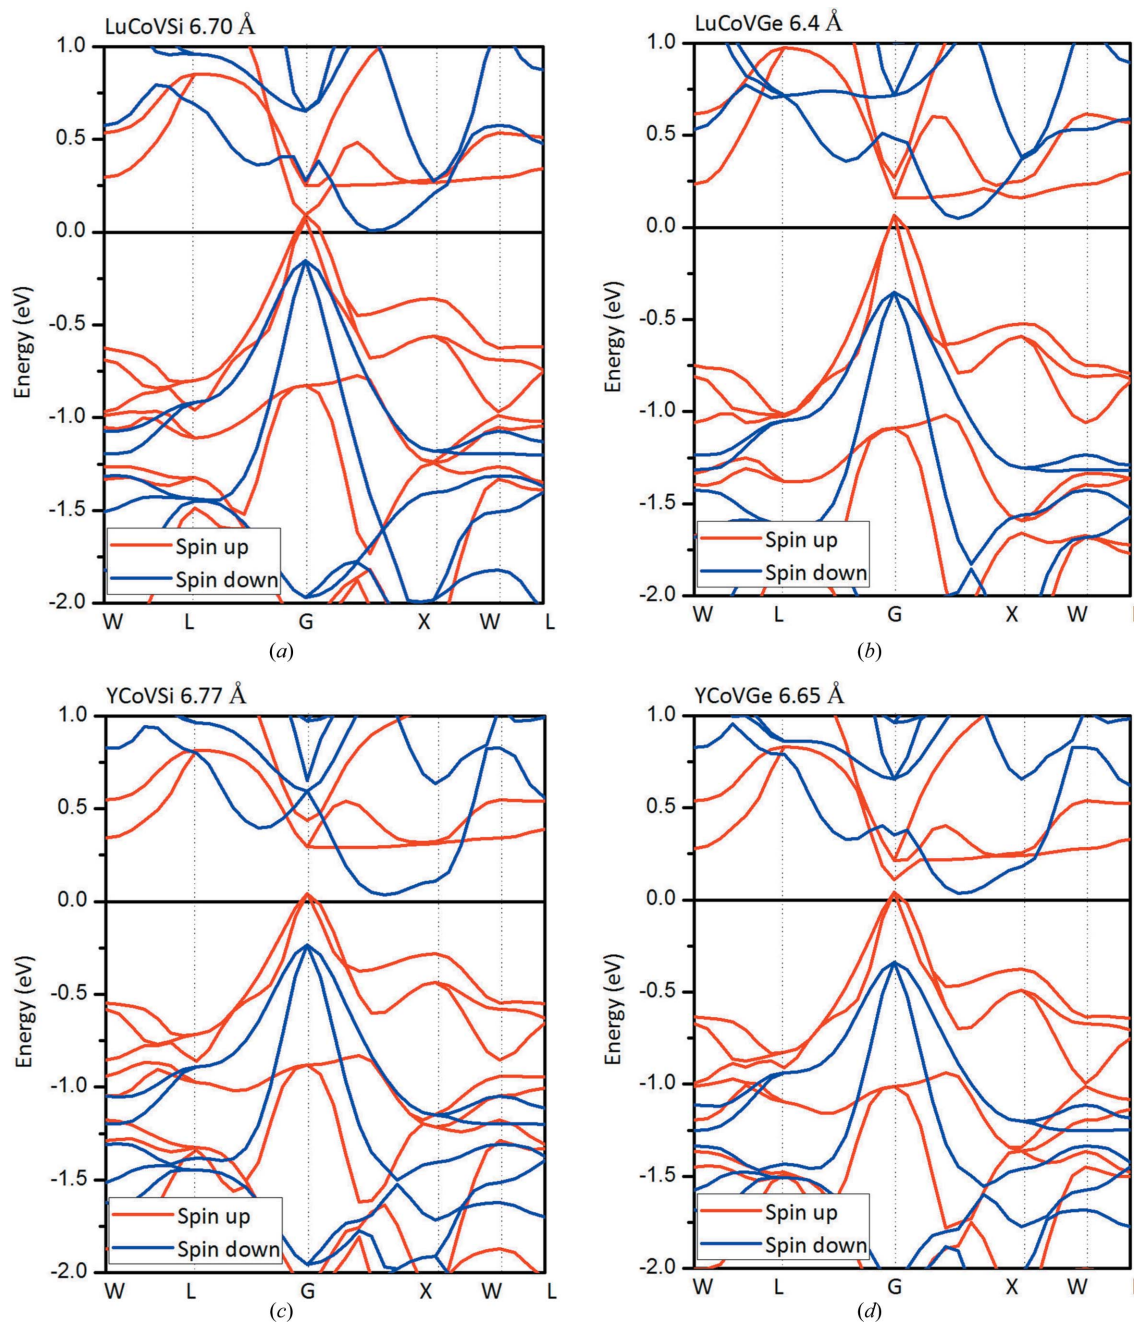 LuCoVSi 6.70 Å
1.0
0.5
0.0
-0.5
-1.0
-1.5
-2.0
Energy (eV)
Spin up
Spin down
W L G X W L
(a)
LuCoVGe 6.4 Å
1.0
0.5
0.0
-0.5
-1.0
-1.5
-2.0
Energy (eV)
Spin up
Spin down
W L G X W
(b)
YCoVSi 6.77 Å
1.0
0.5
0.0
-0.5
-1.0
-1.5
-2.0
Energy (eV)
Spin up
Spin down
W L G X W L
(c)
YCoVGe 6.65 Å
1.0
0.5
0.0
-0.5
-1.0
-1.5
-2.0
Energy (eV)
Spin up
Spin down
W L G X W
(d)